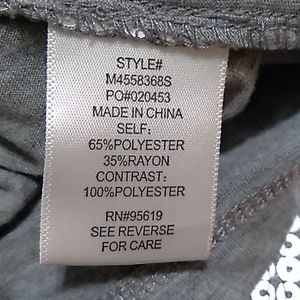 STYLE#
M4558368S
PO#020453
MADE IN CHINA
SELF:
65%POLYESTER
35%RAYON
CONTRAST:
100%POLYESTER
RN#95619
SEE REVERSE
FOR CARE